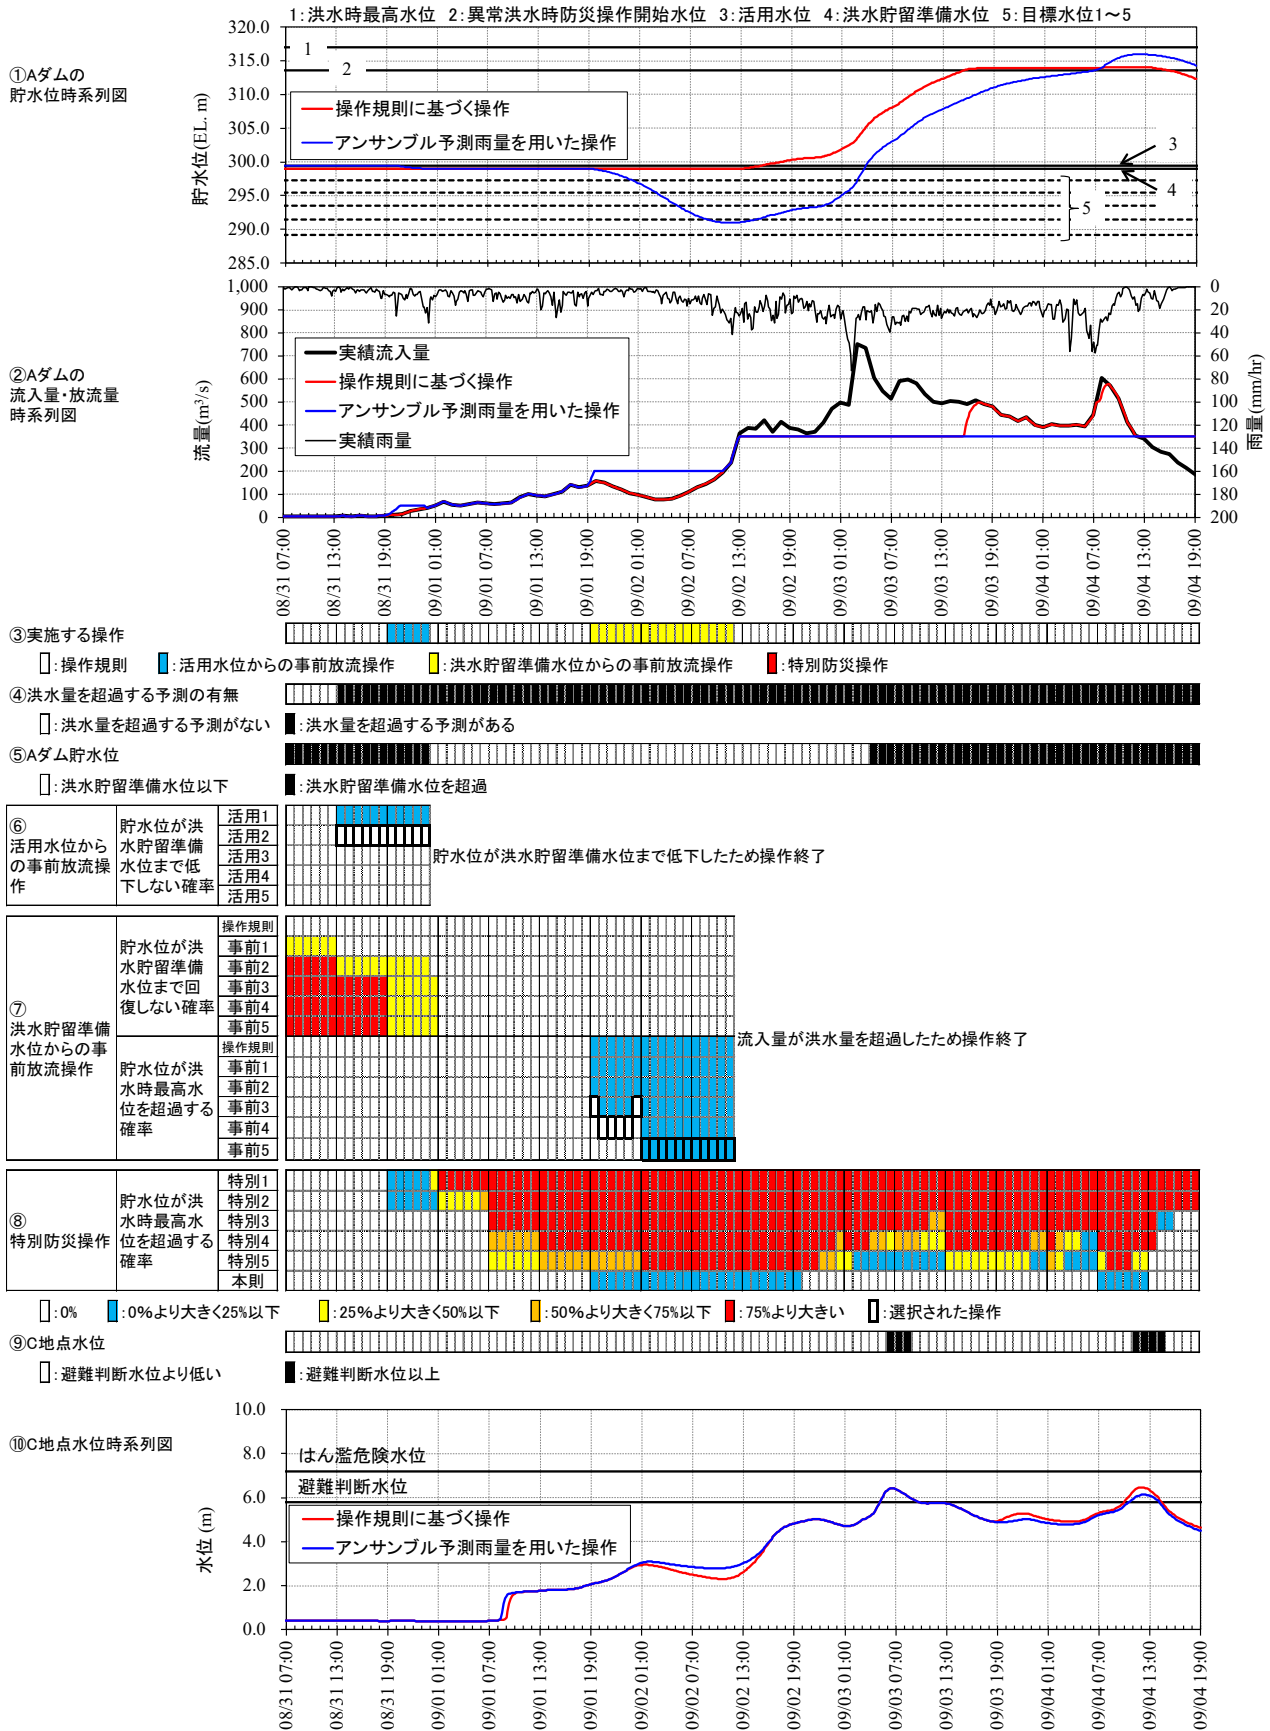 1:洪水時最高水位 2:異常洪水時防災操作開始水位 3:活用水位 4:洪水貯留準備水位 5:目標水位1～5
①Aダムの
貯水位時系列図
貯水位(EL. m)
320.0
315.0
310.0
305.0
300.0
295.0
290.0
285.0
1
2
3
4
5
操作規則に基づく操作
アンサンブル予測雨量を用いた操作
②Aダムの
流入量・放流量
時系列図
流量(m³/s)
1,000
900
800
700
600
500
400
300
200
100
0
実績流入量
操作規則に基づく操作
アンサンブル予測雨量を用いた操作
実績雨量
0
20
40
60
80
100
120
140
160
180
200
雨量(mm/hr)
08/31 07:00
08/31 13:00
08/31 19:00
09/01 01:00
09/01 07:00
09/01 13:00
09/01 19:00
09/02 01:00
09/02 07:00
09/02 13:00
09/02 19:00
09/03 01:00
09/03 07:00
09/03 13:00
09/03 19:00
09/04 01:00
09/04 07:00
09/04 13:00
09/04 19:00
③実施する操作
:操作規則 :活用水位からの事前放流操作 :洪水貯留準備水位からの事前放流操作 :特別防災操作
④洪水量を超過する予測の有無
:洪水量を超過する予測がない :洪水量を超過する予測がある
⑤Aダム貯水位
:洪水貯留準備水位以下 :洪水貯留準備水位を超過
⑥
活用水位から
の事前放流操
作
貯水位が洪
水貯留準備
水位まで低
下しない確率
活用1
活用2
活用3
活用4
活用5
貯水位が洪水貯留準備水位まで低下したため操作終了
⑦
洪水貯留準備
水位からの事
前放流操作
貯水位が洪
水貯留準備
水位まで回
復しない確率
操作規則
事前1
事前2
事前3
事前4
事前5
貯水位が洪
水時最高水
位を超過する
確率
操作規則
事前1
事前2
事前3
事前4
事前5
流入量が洪水量を超過したため操作終了
⑧
特別防災操作
貯水位が洪
水時最高水
位を超過する
確率
特別1
特別2
特別3
特別4
特別5
本則
:0% :0%より大きく25%以下 :25%より大きく50%以下 :50%より大きく75%以下 :75%より大きい :選択された操作
⑨C地点水位
:避難判断水位より低い :避難判断水位以上
⑩C地点水位時系列図
水位 (m)
10.0
8.0
6.0
4.0
2.0
0.0
はん濫危険水位
避難判断水位
操作規則に基づく操作
アンサンブル予測雨量を用いた操作
08/31 07:00
08/31 13:00
08/31 19:00
09/01 01:00
09/01 07:00
09/01 13:00
09/01 19:00
09/02 01:00
09/02 07:00
09/02 13:00
09/02 19:00
09/03 01:00
09/03 07:00
09/03 13:00
09/03 19:00
09/04 01:00
09/04 07:00
09/04 13:00
09/04 19:00